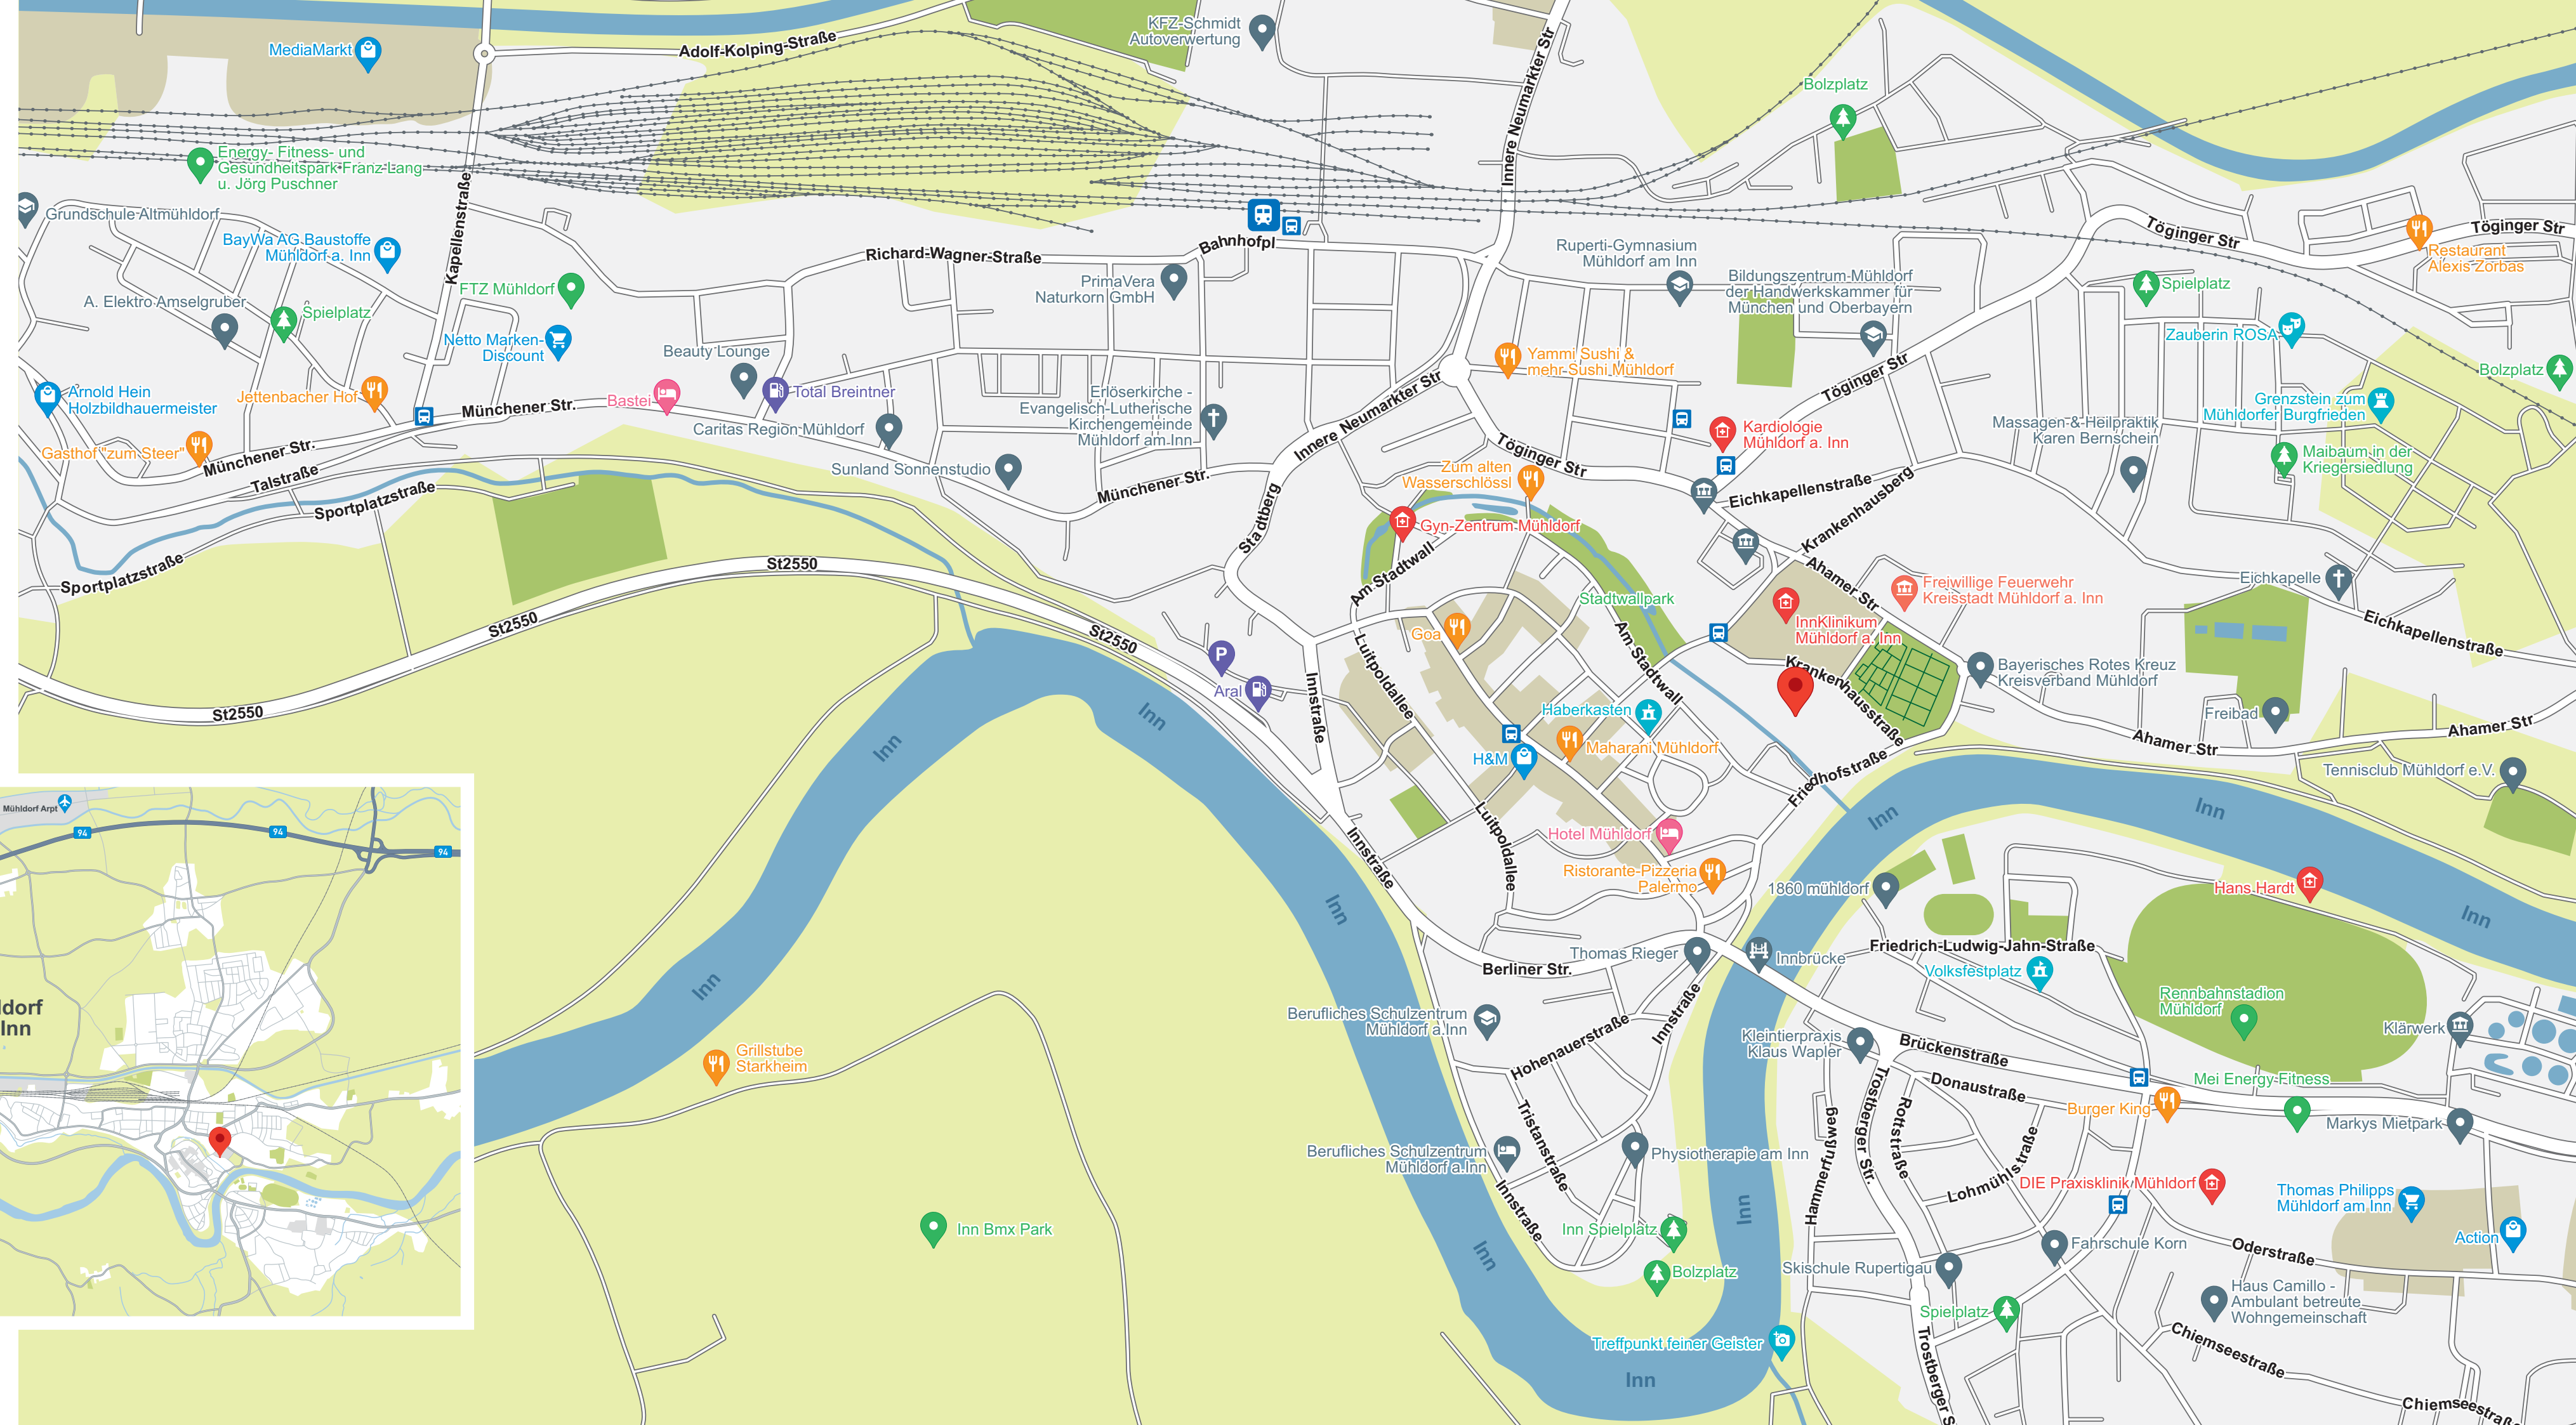 KFZ-Schmidt
Autoverwertung
MediaMarkt
Adolf-Kolping-Straße
Innere Neumarkter Str
Bolzplatz
Energy- Fitness- und
Gesundheitspark Franz Lang
u. Jörg Puschner
Grundschule Altmühldorf
BayWa AG Baustoffe
Mühldorf a. Inn
Kapellenstraße
Richard-Wagner-Straße
Bahnhofpl
Ruperti-Gymnasium
Mühldorf am Inn
Töginger Str
Töginger Str
Restaurant
Alexis Zorbas
A. Elektro Amselgruber
Spielplatz
FTZ Mühldorf
PrimaVera
Naturkorn GmbH
Bildungszentrum Mühldorf
der Handwerkskammer für
München und Oberbayern
Spielplatz
Zauberin ROSA
Netto Marken-
Discount
Beauty Lounge
Yammi Sushi &
mehr Sushi Mühldorf
Töginger Str
Bolzplatz
Arnold Hein
Holzbildhauermeister
Jettenbacher Hof
Münchener Str.
Bastei
Total Breintner
Erlöserkirche -
Evangelisch-Lutherische
Kirchengemeinde
Mühldorf am Inn
Innere Neumarkter Str
Grenzstein zum
Mühldorfer Burgfrieden
Caritas Region Mühldorf
Kardiologie
Mühldorf a. Inn
Massagen & Heilpraktik
Karen Bernschein
Gasthof "zum Steer"
Münchener Str.
Talstraße
Sportplatzstraße
Sunland Sonnenstudio
Münchener Str.
Töginger Str
Zum alten
Wasserschlössl
Maibaum in der
Kriegersiedlung
Eichkapellenstraße
Krankenhausberg
Stadtberg
Gyn-Zentrum Mühldorf
Sportplatzstraße
St2550
Am Stadtwall
Ahamer Str
Freiwillige Feuerwehr
Kreisstadt Mühldorf a. Inn
Eichkapelle
Stadtwallpark
St2550
St2550
Goa
Am Stadtwall
InnKlinikum
Mühldorf a. Inn
Eichkapellenstraße
P
Aral
Luitpoldallee
Innstraße
Krankenhausstraße
Bayerisches Rotes Kreuz
Kreisverband Mühldorf
St2550
Inn
Inn
Haberkasten
Freibad
H&M
Maharani Mühldorf
Ahamer Str
Ahamer Str
Friedhofstraße
Tennisclub Mühldorf e.V.
Mühldorf Arpt
94
94
94
Innstraße
Luitpoldallee
Hotel Mühldorf
Inn
Inn
Ristorante-Pizzeria
Palermo
1860 mühldorf
Hans Hardt
Inn
Inn
Inn
Thomas Rieger
Berliner Str.
Innbrücke
Friedrich-Ludwig-Jahn-Straße
Volksfestplatz
Rennbahnstadion
Mühldorf
ldorf
Inn
Berufliches Schulzentrum
Mühldorf a.Inn
Innstraße
Hohenauerstraße
Kleintierpraxis
Klaus Wapler
Brückenstraße
Klärwerk
Grillstube
Starkheim
Donaustraße
Mei Energy Fitness
Burger King
Markys Mietpark
Tristanstraße
Hammerfußweg
Trostberger Str.
Rottstraße
Lohmühlstraße
Berufliches Schulzentrum
Mühldorf a.Inn
Physiotherapie am Inn
DIE Praxisklinik Mühldorf
Thomas Philipps
Mühldorf am Inn
Innstraße
Inn
Inn Bmx Park
Inn Spielplatz
Inn
Bolzplatz
Skischule Rupertigau
Fahrschule Korn
Oderstraße
Action
Haus Camillo -
Ambulant betreute
Wohngemeinschaft
Spielplatz
Treffpunkt feiner Geister
Trostberger S
Chiemseestraße
Inn
Chiemseestraße